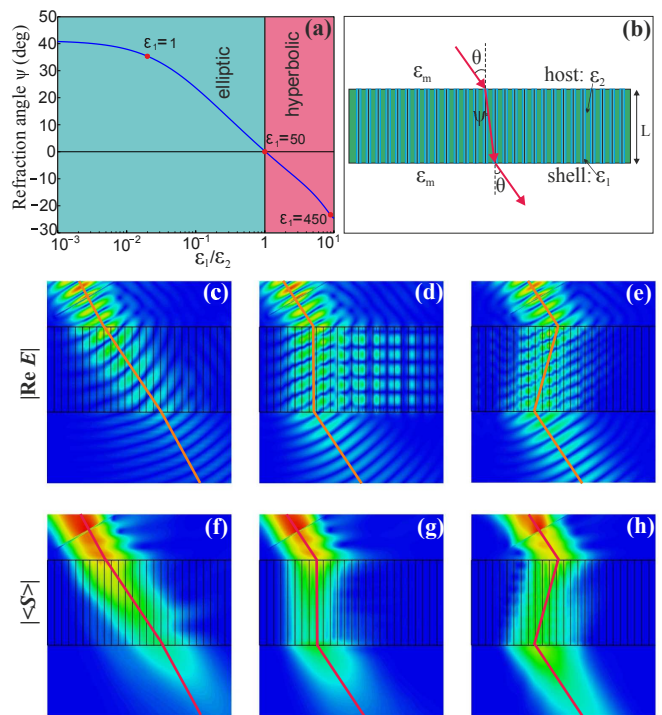 50
40
30
20
10
0
-10
-20
-30
Refraction angle ψ (deg)
(a)
ε₁=1
elliptic
hyperbolic
ε₁=50
ε₁=450
10⁻³
10⁻²
10⁻¹
1
10¹
ε₁/ε₂
(b)
θ
εₘ
host: ε₂
ψ
L
εₘ
θ
shell: ε₁
(c)
(d)
(e)
|Re E|
(f)
(g)
(h)
|<S>|